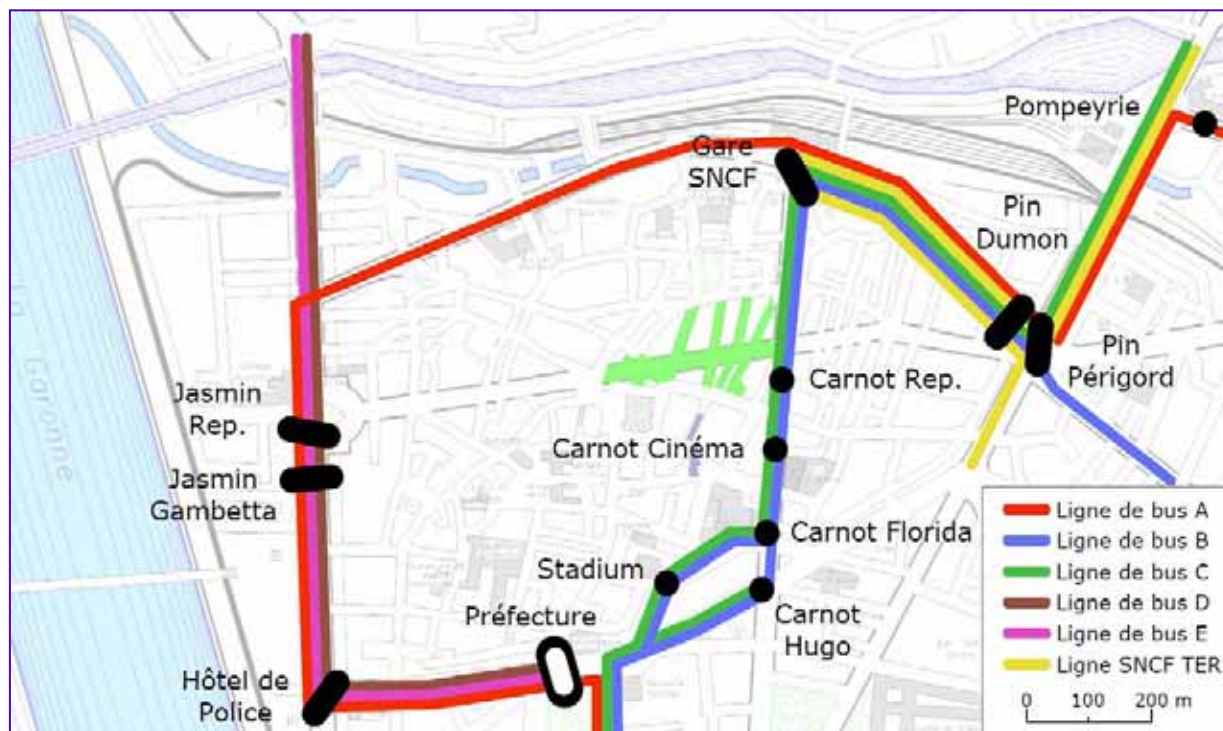 Pompeyrie
Gare
SNCF
Pin
Dumon
Pin
Périgord
Jasmin
Rep.
Carnot Rep.
Carnot Cinéma
Jasmin
Gambetta
La Garonne
Carnot Florida
Stadium
Préfecture
Carnot
Hugo
Hôtel de
Police
Ligne de bus A
Ligne de bus B
Ligne de bus C
Ligne de bus D
Ligne de bus E
Ligne SNCF TER
0 100 200 m